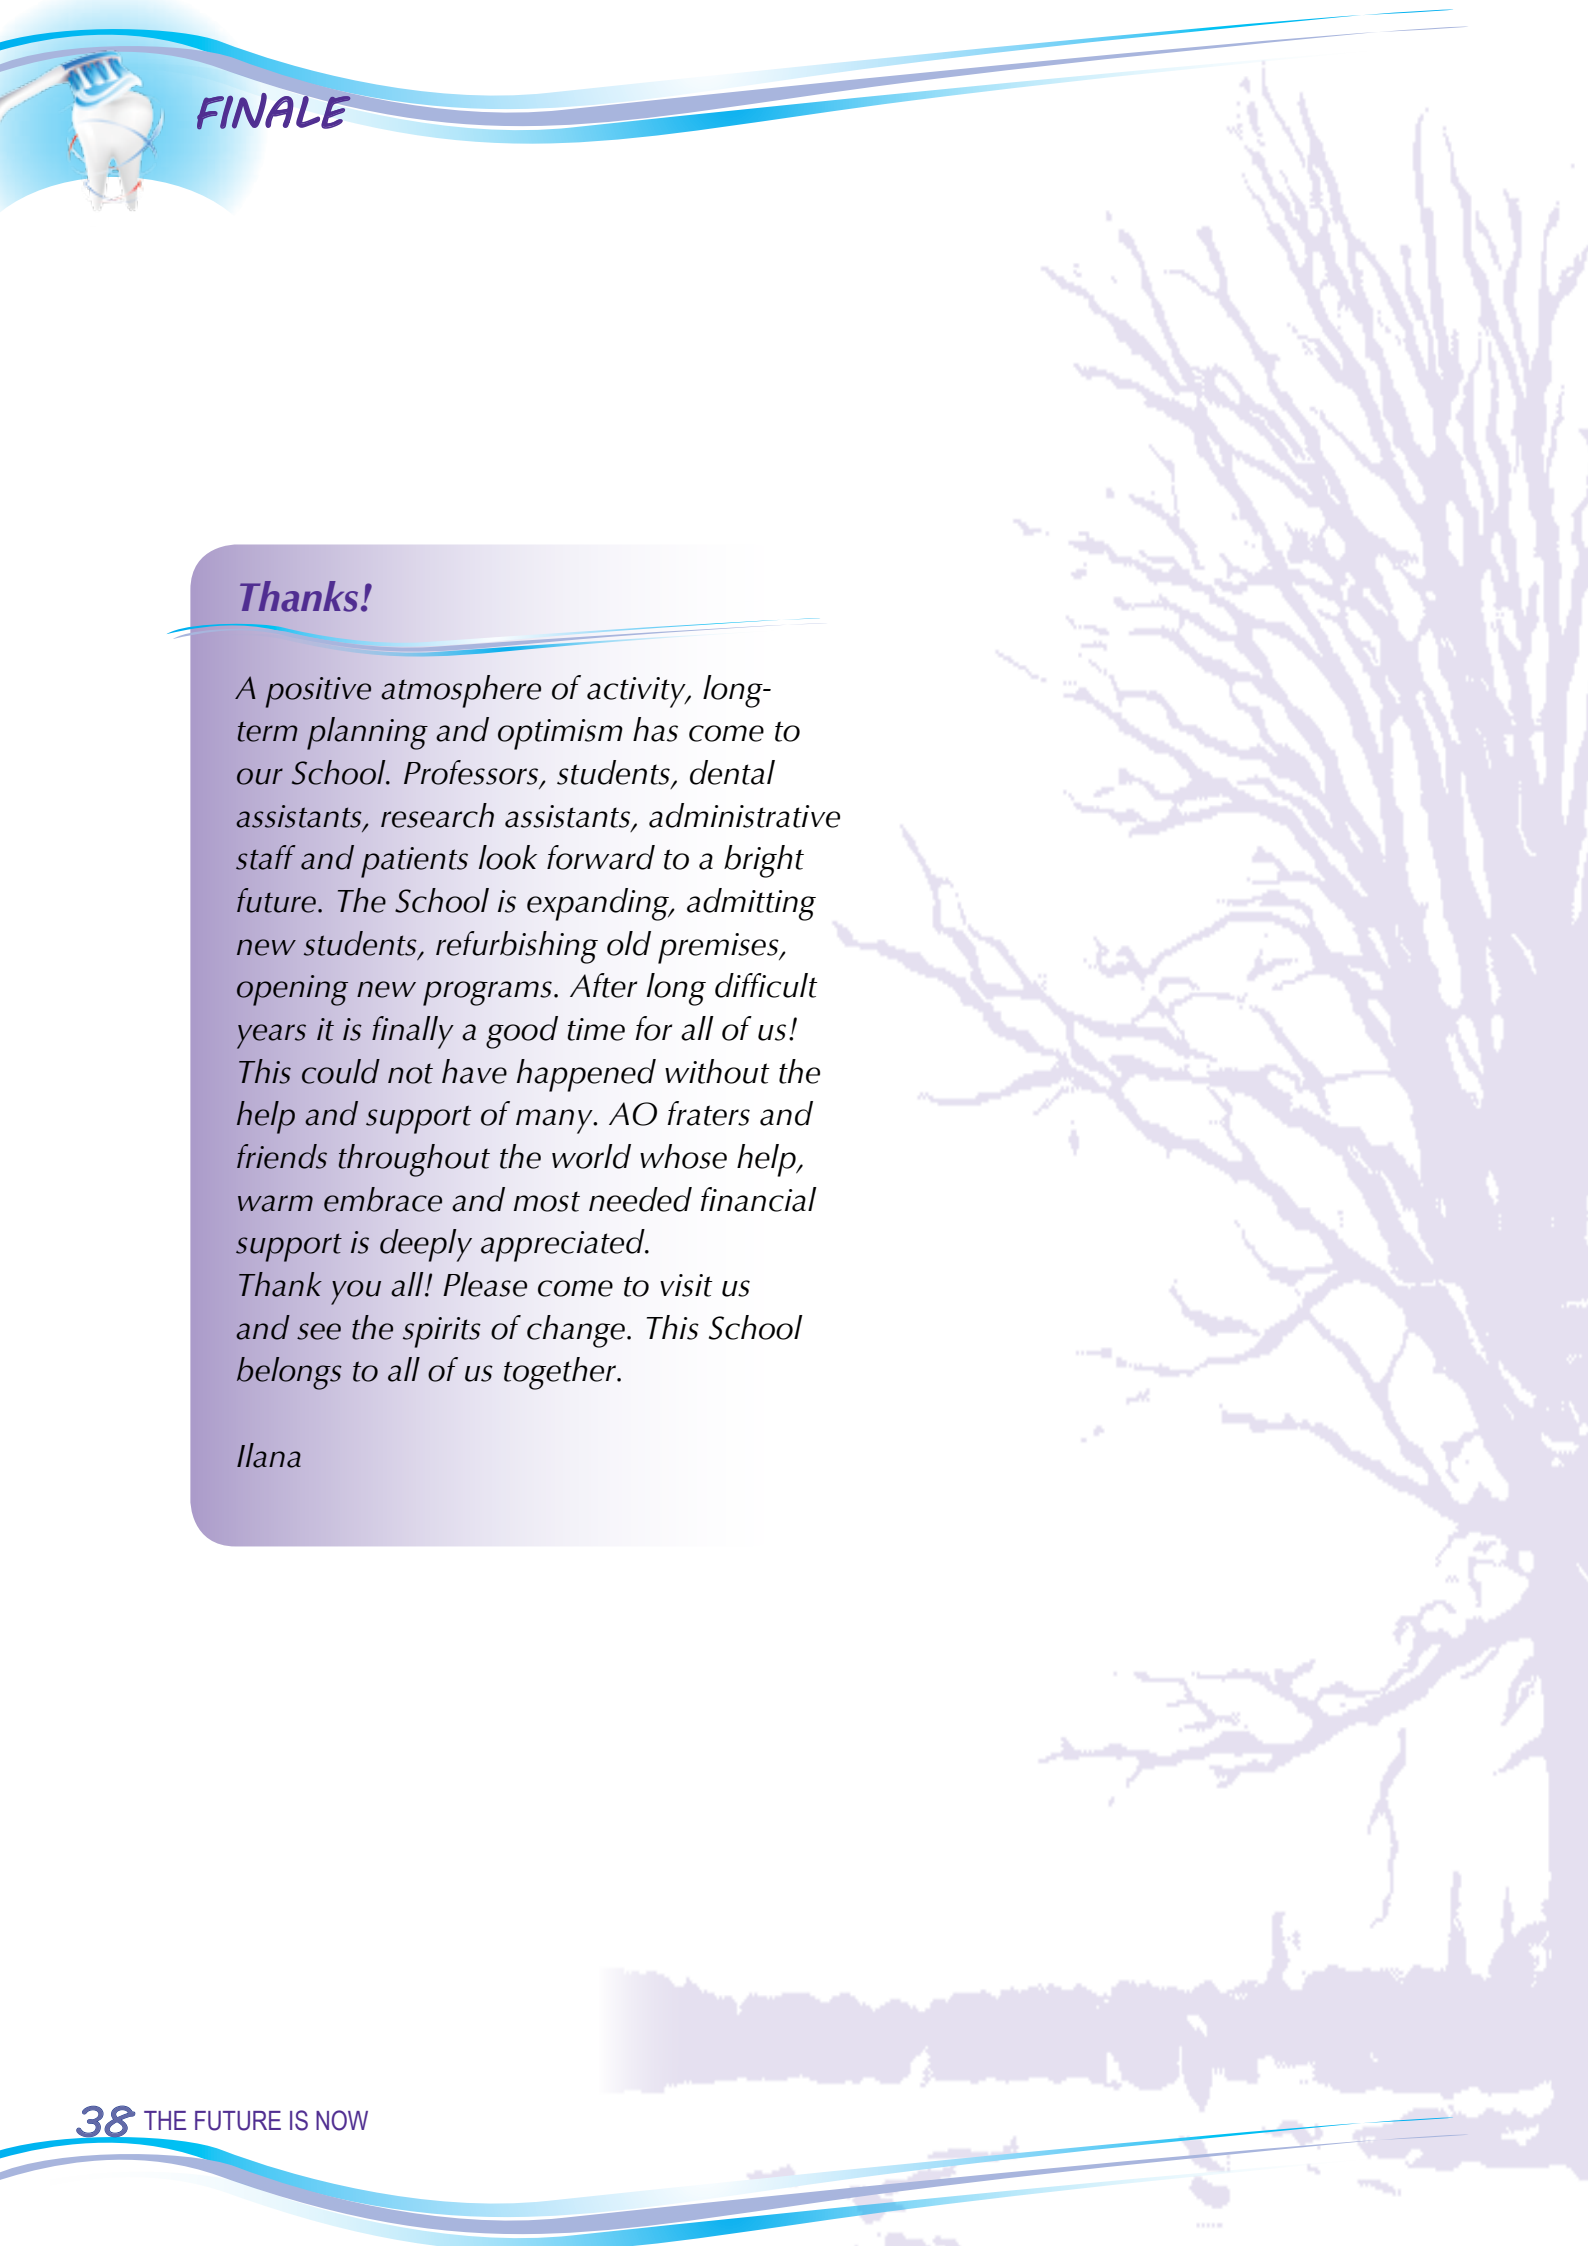 FINALE
Thanks!
A positive atmosphere of activity, long-
term planning and optimism has come to
our School. Professors, students, dental
assistants, research assistants, administrative
staff and patients look forward to a bright
future. The School is expanding, admitting
new students, refurbishing old premises,
opening new programs. After long difficult
years it is finally a good time for all of us!
This could not have happened without the
help and support of many. AO fraters and
friends throughout the world whose help,
warm embrace and most needed financial
support is deeply appreciated.
Thank you all! Please come to visit us
and see the spirits of change. This School
belongs to all of us together.
Ilana
38 THE FUTURE IS NOW